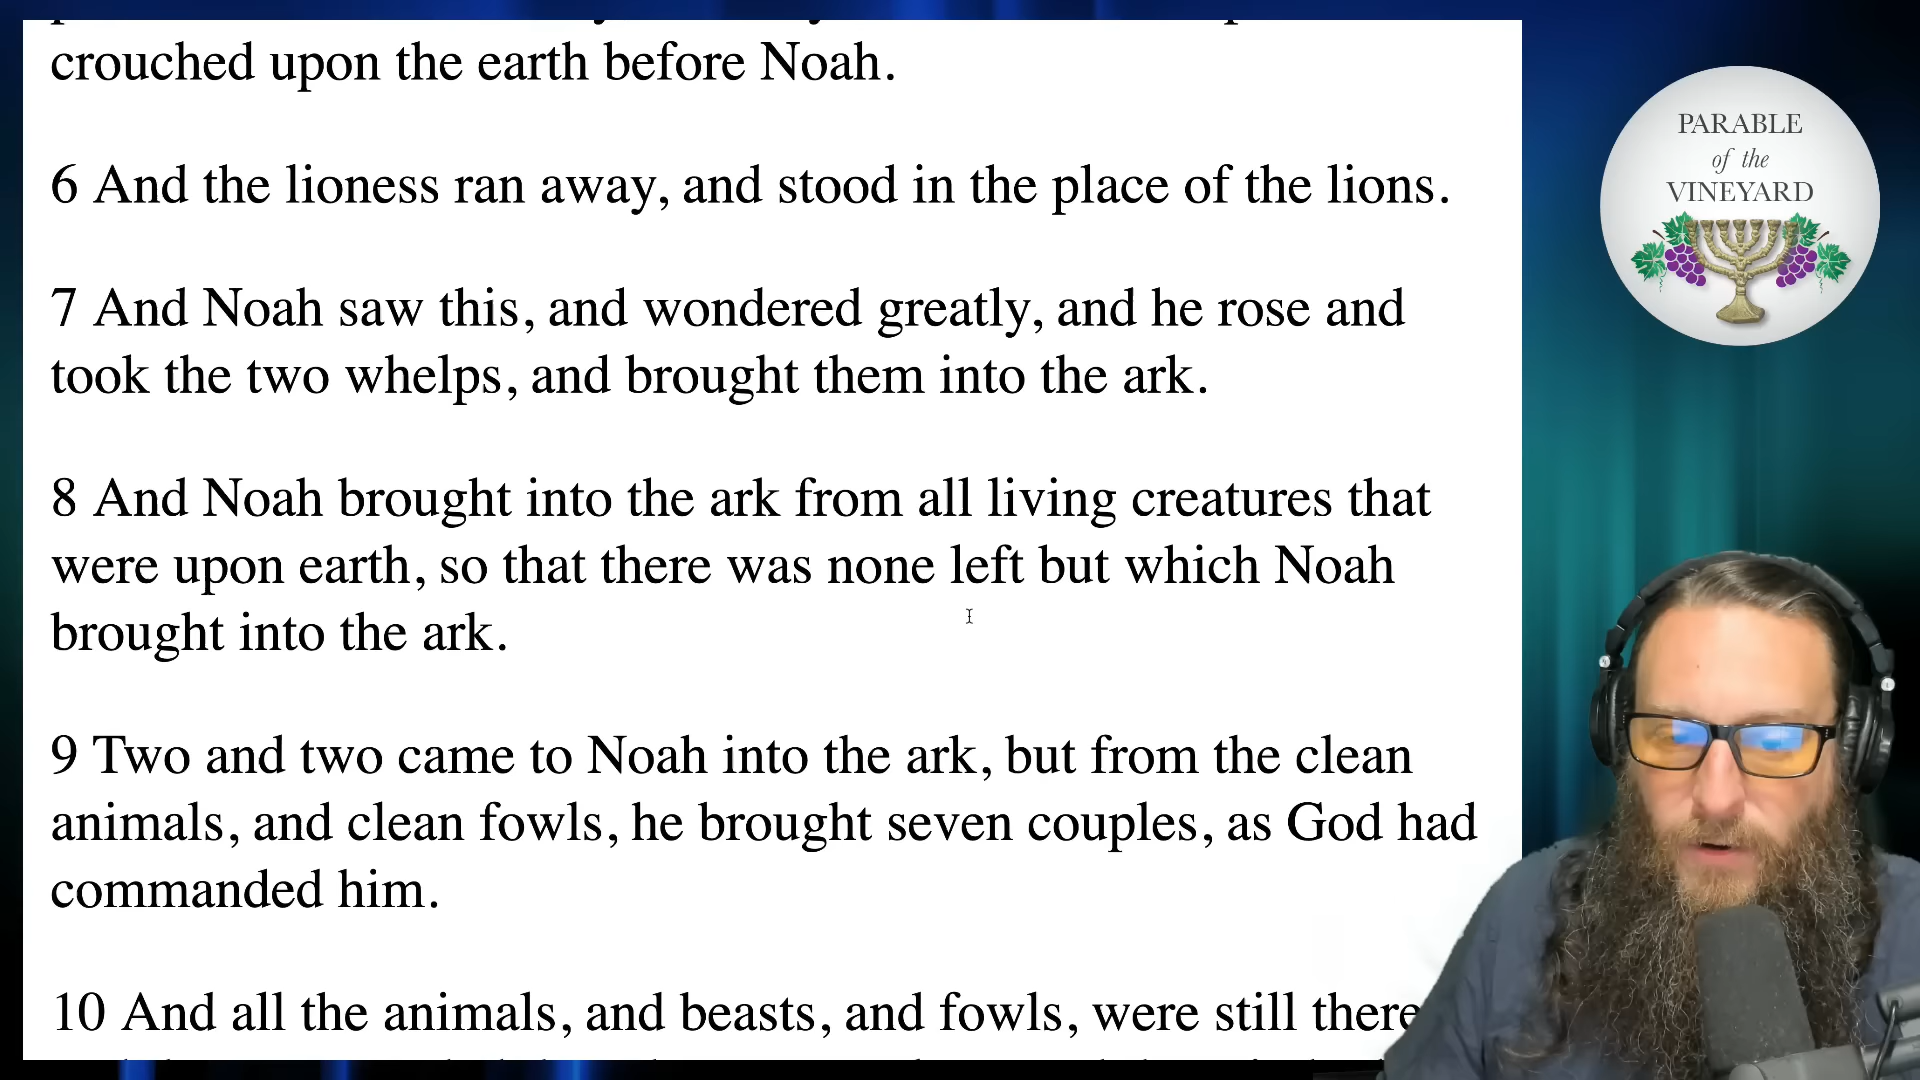 crouched upon the earth before Noah.
6 And the lioness ran away, and stood in the place of the lions.
7 And Noah saw this, and wondered greatly, and he rose and
took the two whelps, and brought them into the ark.
8 And Noah brought into the ark from all living creatures that
were upon earth, so that there was none left but which Noah
brought into the ark.
9 Two and two came to Noah into the ark, but from the clean
animals, and clean fowls, he brought seven couples, as God had
commanded him.
10 And all the animals, and beasts, and fowls, were still there
PARABLE
of the
VINEYARD